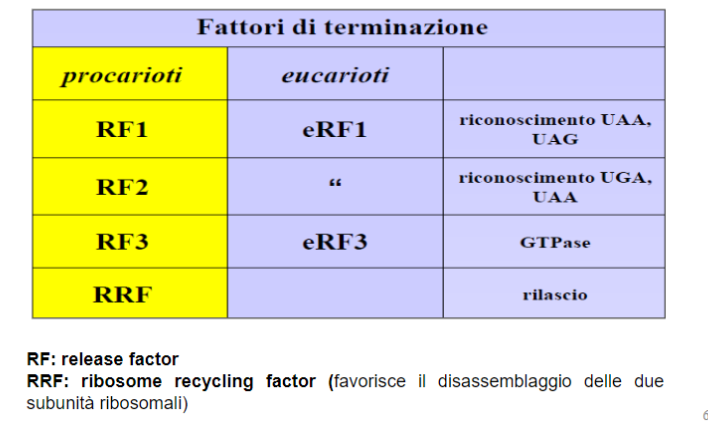 Fattori di terminazione
procarioti eucarioti
RF1 eRF1 riconoscimento UAA,
UAG
RF2 “ riconoscimento UGA,
UAA
RF3 eRF3 GTPase
RRF rilascio
RF: release factor
RRF: ribosome recycling factor (favorisce il disassemblaggio delle due
subunità ribosomali)
6